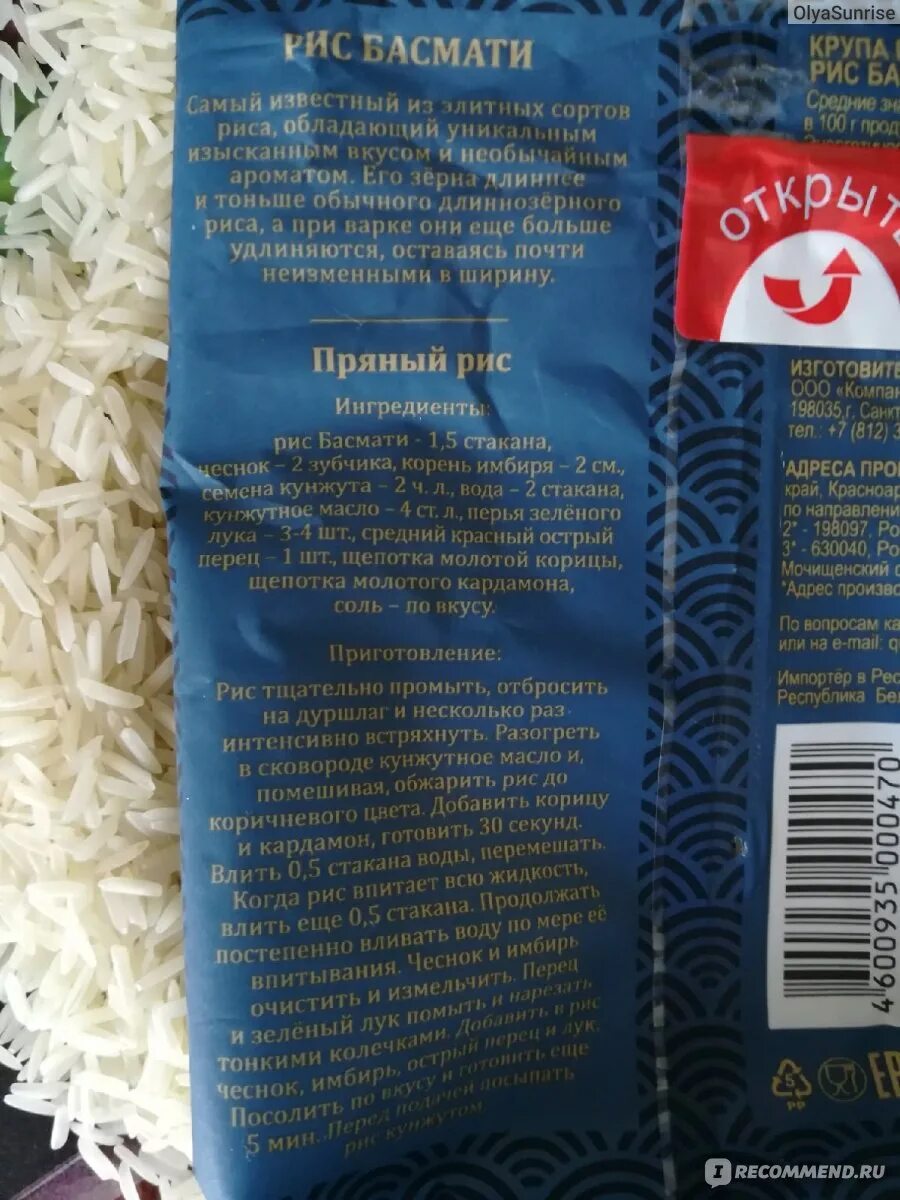 OlyaSunrise
РИС БАСМАТИ
Самый известный из элитных сортов
риса, обладающий уникальным
изысканным вкусом и необычайным
ароматом. Его зёрна длиннее
и тоньше обычного длиннозёрного
риса, а при варке они еще больше
удлиняются, оставаясь почти
неизменными в ширину.
Пряный рис
Ингредиенты:
рис Басмати - 1,5 стакана,
чеснок – 2 зубчика, корень имбиря – 2 см.,
семена кунжута – 2 ч. л., вода – 2 стакана,
кунжутное масло – 4 ст. л., перья зелёного
лука – 3-4 шт., средний красный острый
перец – 1 шт., щепотка молотой корицы,
щепотка молотого кардамона,
соль – по вкусу.
Приготовление:
Рис тщательно промыть, отбросить
на дуршлаг и несколько раз
интенсивно встряхнуть. Разогреть
в сковороде кунжутное масло и,
помешивая, обжарить рис до
коричневого цвета. Добавить корицу
и кардамон, готовить 30 секунд.
Влить 0,5 стакана воды, перемешать.
Когда рис впитает всю жидкость,
влить еще 0,5 стакана. Продолжать
постепенно вливать воду по мере её
впитывания. Чеснок и имбирь
очистить и измельчить. Перец
и зелёный лук помыть и нарезать
тонкими колечками. Добавить в рис
чеснок, имбирь, острый перец и лук.
Посолить по вкусу и готовить еще
5 мин. Перед подачей посыпать
рис кунжутом.
КРУПА
РИС БА
Средние зн
в 100 г прод
ОТКРЫТ
ИЗГОТОВИТЕ
ООО «Компан
198035, г. Санкт
тел.: +7 (812) 3
АДРЕСА ПРО
край, Красноар
по направлени
2* - 198097, Ро
3* - 630040, Ро
Мочищенский с
*Адрес произво
По вопросам ка
или на e-mail: q
Импортёр в Рес
Республика Бе
4 600935 000470
5
PP
IRECOMMEND.RU